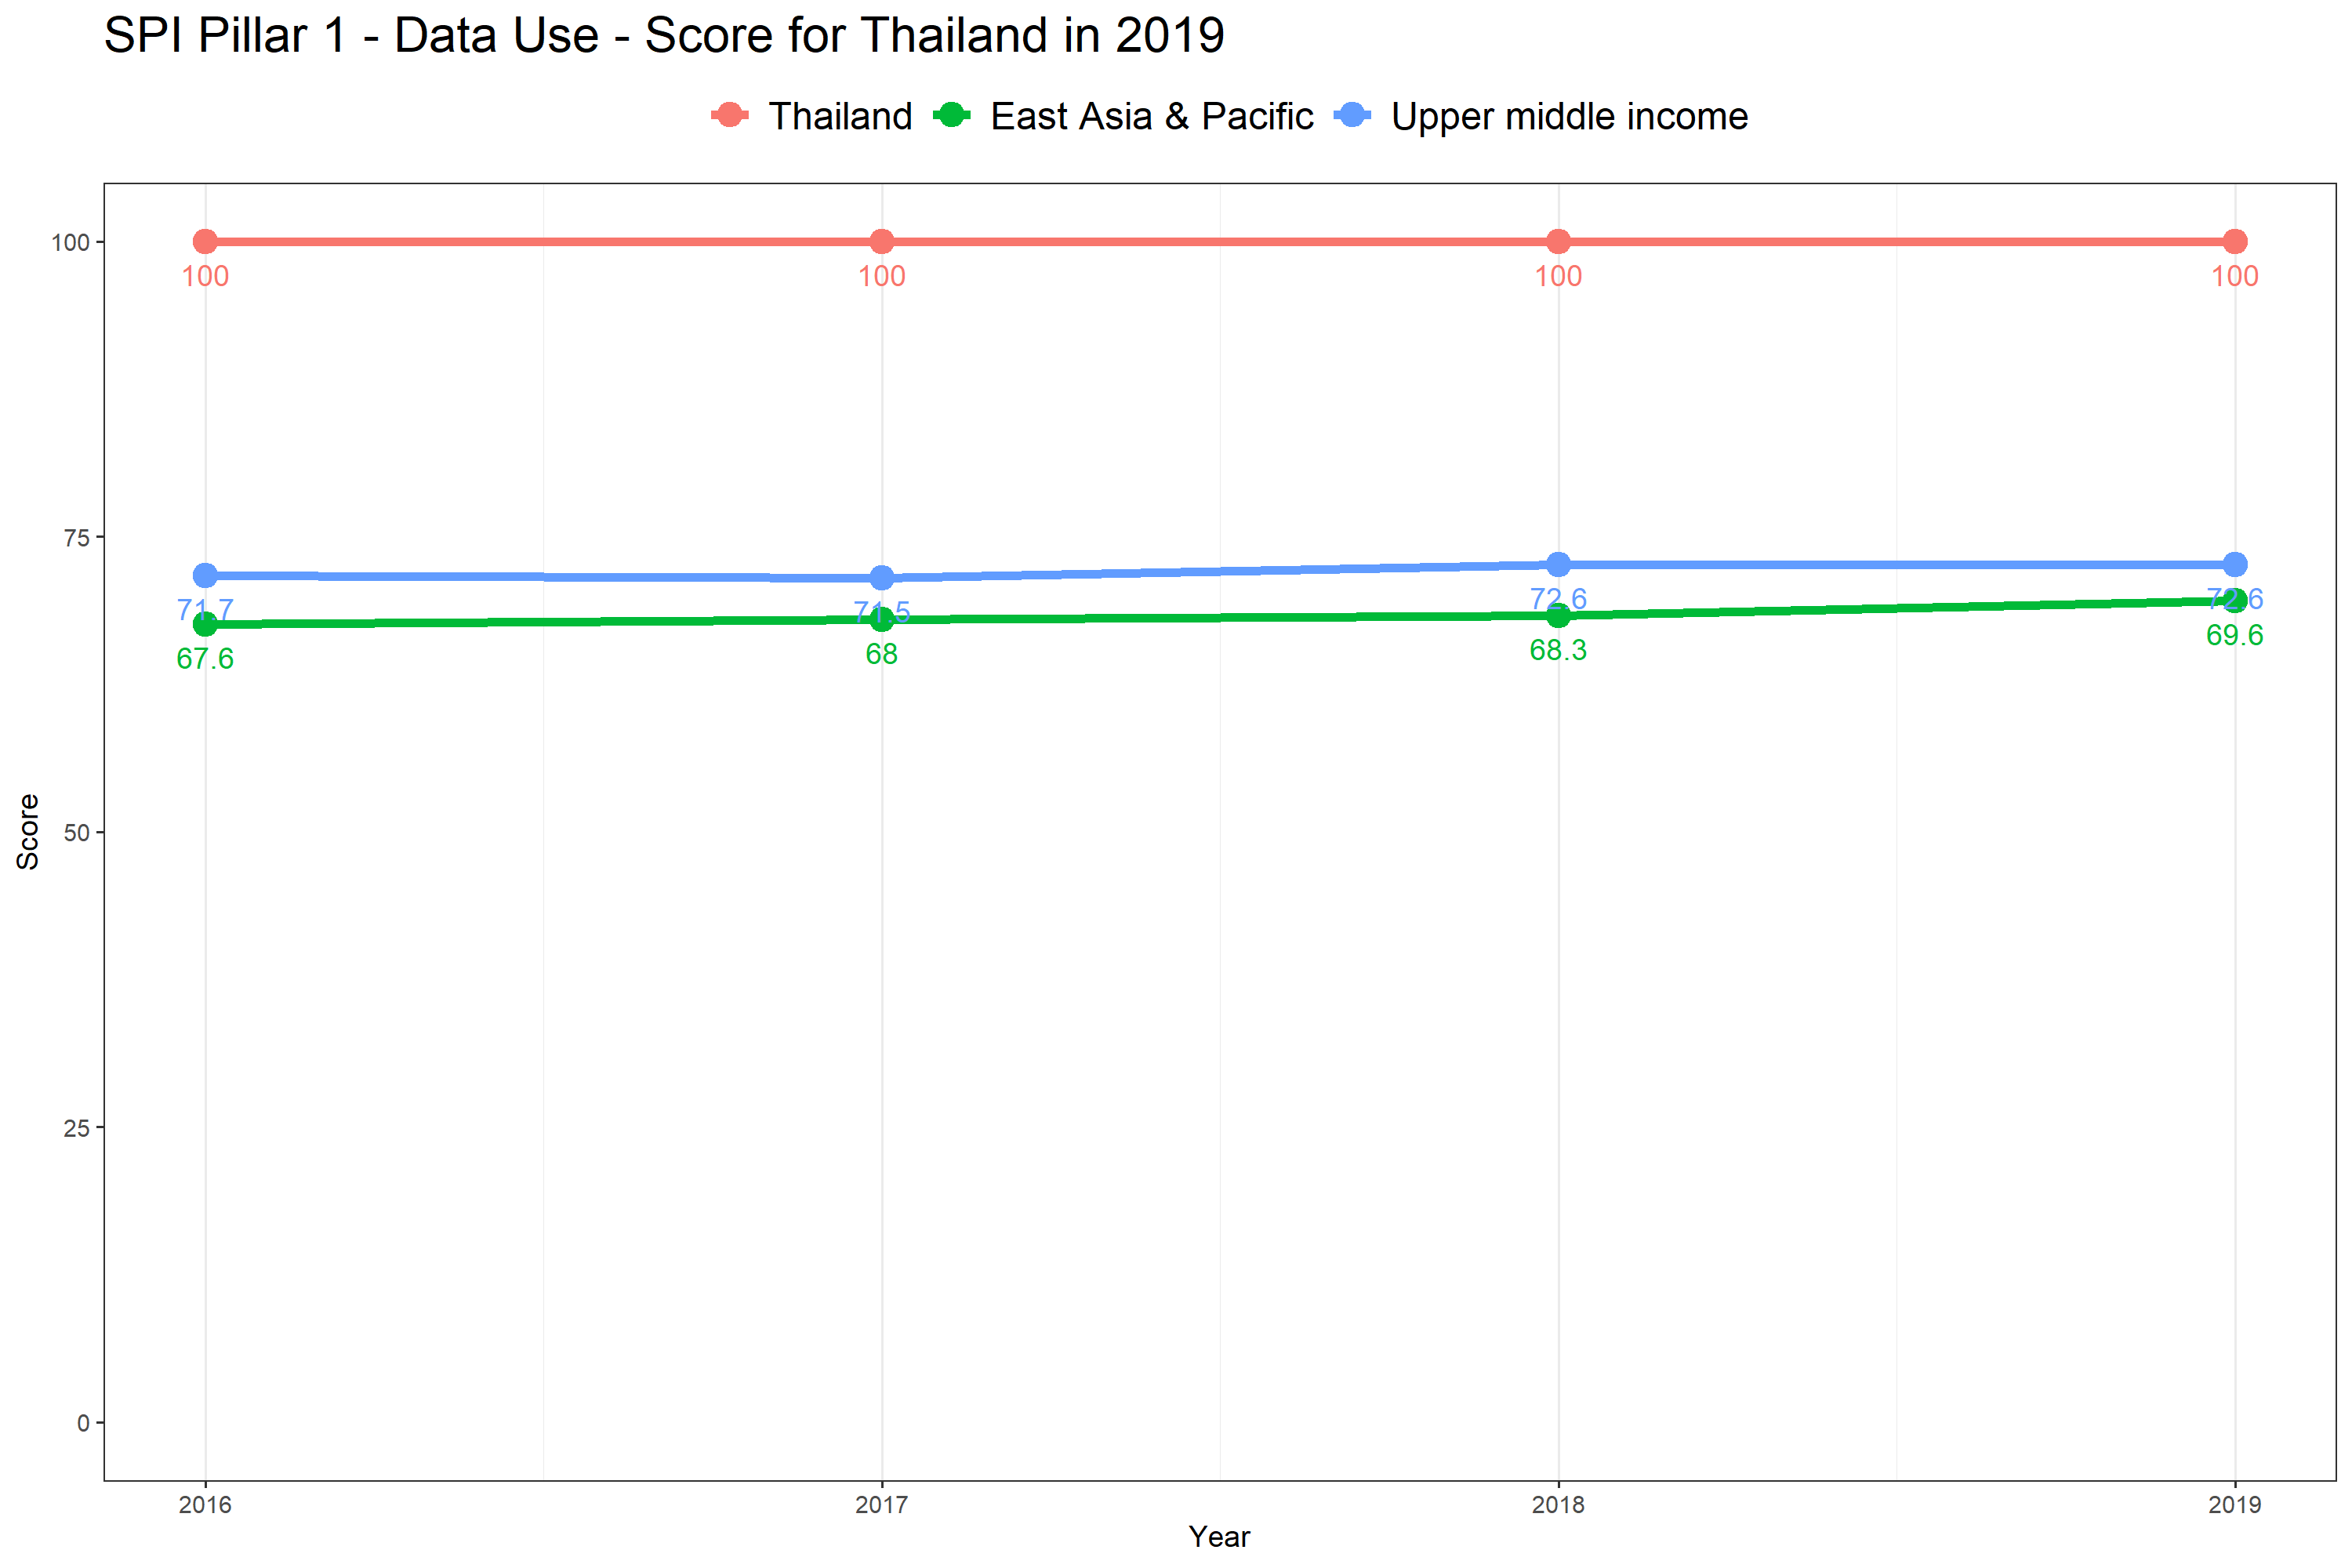 SPI Pillar 1 - Data Use - Score for Thailand in 2019
Thailand East Asia & Pacific Upper middle income
100
100 100 100 100
75
72.6 72.6
71.7 71.5
69.6
67.6 68 68.3
Score
50
25
0
2016 2017 2018 2019
Year